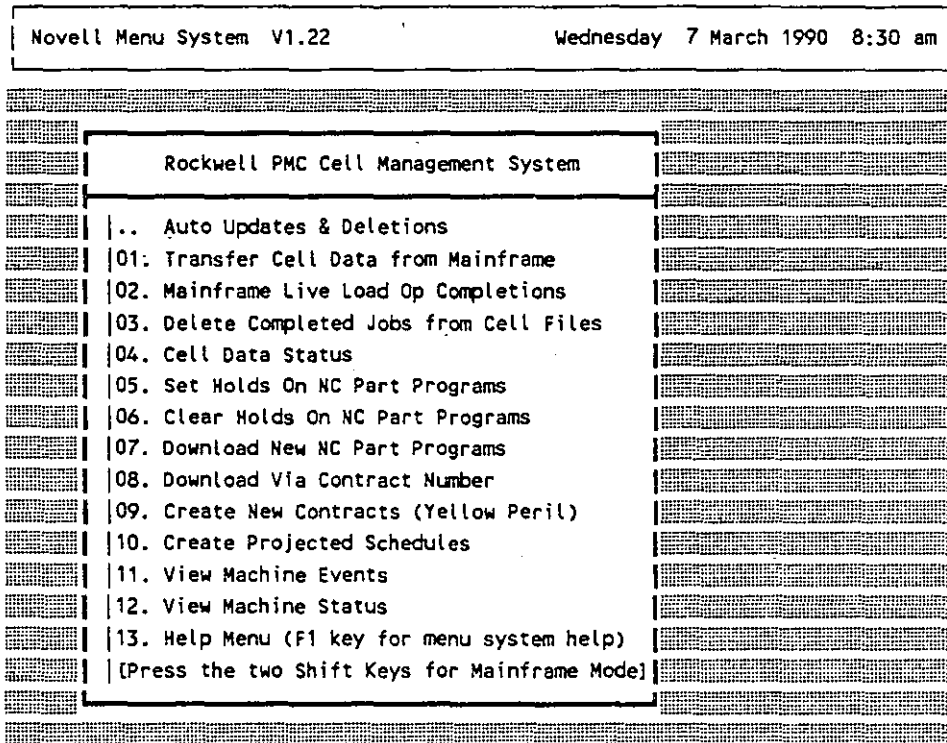 Novell Menu System V1.22 Wednesday 7 March 1990 8:30 am
Rockwell PMC Cell Management System
.. Auto Updates & Deletions
01. Transfer Cell Data from Mainframe
02. Mainframe Live Load Op Completions
03. Delete Completed Jobs from Cell Files
04. Cell Data Status
05. Set Holds On NC Part Programs
06. Clear Holds On NC Part Programs
07. Download New NC Part Programs
08. Download Via Contract Number
09. Create New Contracts (Yellow Peril)
10. Create Projected Schedules
11. View Machine Events
12. View Machine Status
13. Help Menu (F1 key for menu system help)
[Press the two Shift Keys for Mainframe Mode]